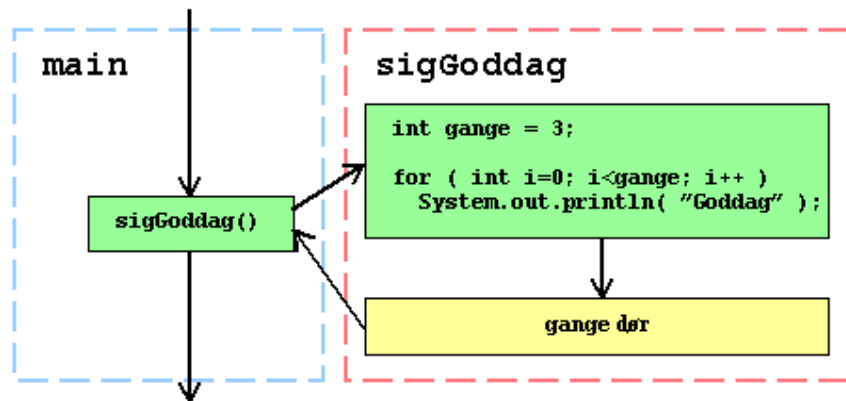 main
sigGoddag()
sigGoddag
int gange = 3;
for ( int i=0; i<gange; i++ )
System.out.println( "Goddag" );
gange dør